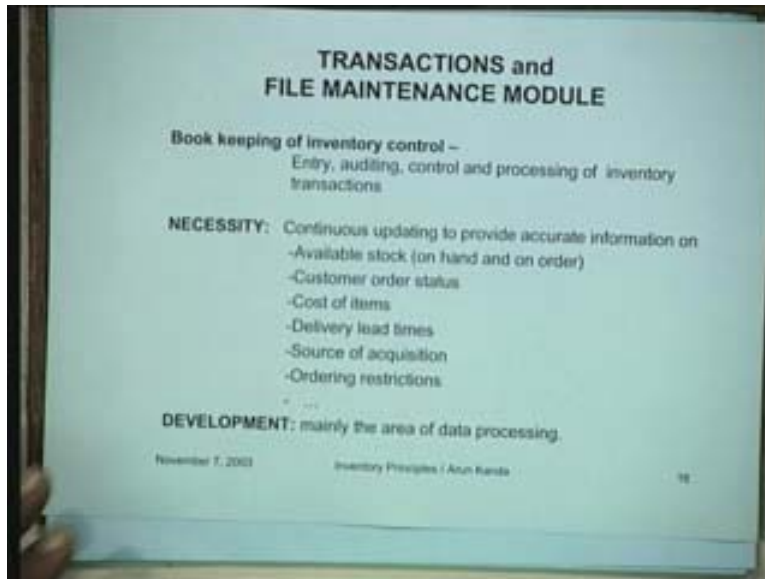 TRANSACTIONS and
FILE MAINTENANCE MODULE
Book keeping of inventory control –
Entry, auditing, control and processing of inventory
transactions
NECESSITY: Continuous updating to provide accurate information on
-Available stock (on hand and on order)
-Customer order status
-Cost of items
-Delivery lead times
-Source of acquisition
-Ordering restrictions
- ...
DEVELOPMENT: mainly the area of data processing.
November 7, 2003 Inventory Principles / Arun Kanda